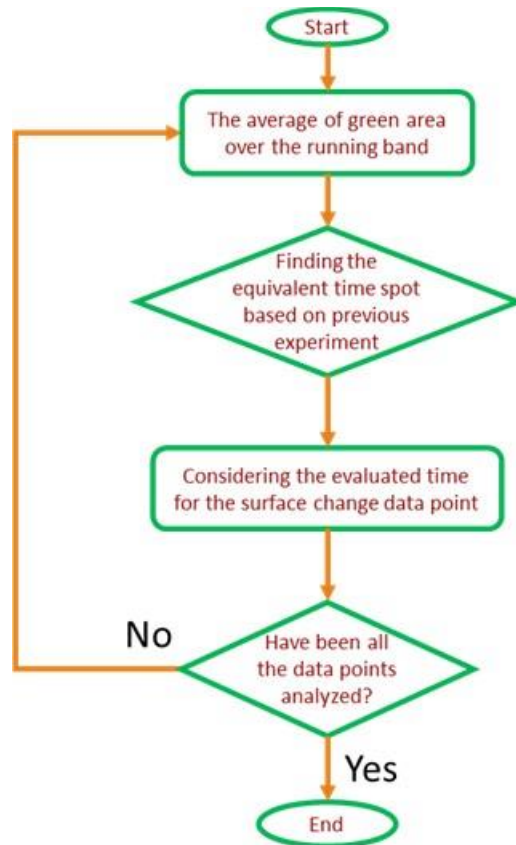 Start
The average of green area
over the running band
Finding the
equivalent time spot
based on previous
experiment
Considering the evaluated time
for the surface change data point
No
Have been all
the data points
analyzed?
Yes
End